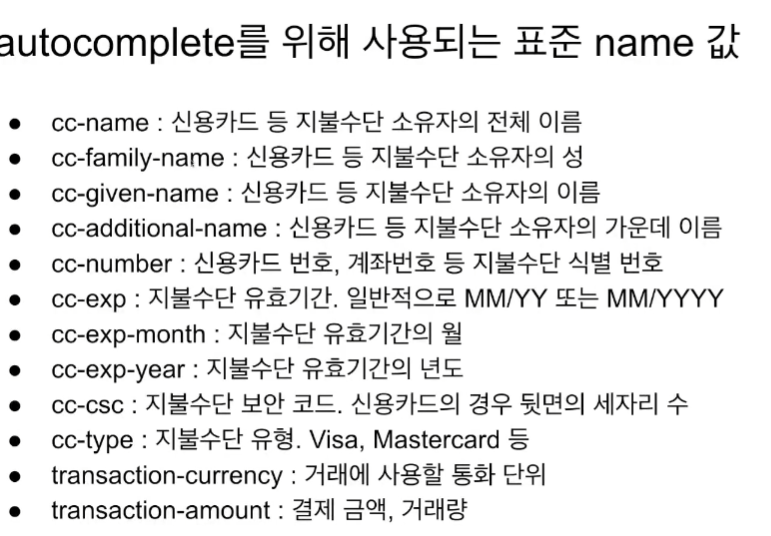 autocomplete를 위해 사용되는 표준 name 값
● cc-name : 신용카드 등 지불수단 소유자의 전체 이름
● cc-family-name : 신용카드 등 지불수단 소유자의 성
● cc-given-name : 신용카드 등 지불수단 소유자의 이름
● cc-additional-name : 신용카드 등 지불수단 소유자의 가운데 이름
● cc-number : 신용카드 번호, 계좌번호 등 지불수단 식별 번호
● cc-exp : 지불수단 유효기간. 일반적으로 MM/YY 또는 MM/YYYY
● cc-exp-month : 지불수단 유효기간의 월
● cc-exp-year : 지불수단 유효기간의 년도
● cc-csc : 지불수단 보안 코드. 신용카드의 경우 뒷면의 세자리 수
● cc-type : 지불수단 유형. Visa, Mastercard 등
● transaction-currency : 거래에 사용할 통화 단위
● transaction-amount : 결제 금액, 거래량